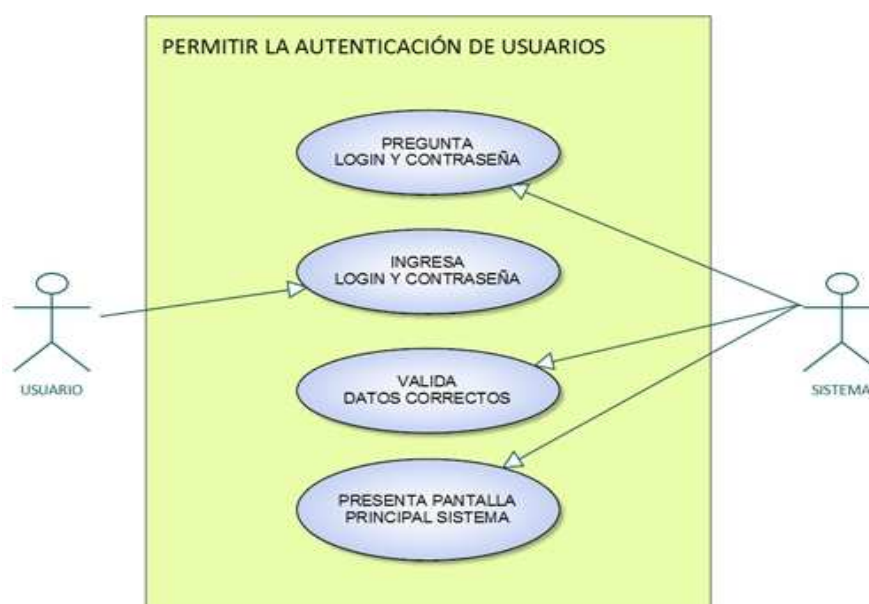 PERMITIR LA AUTENTICACIÓN DE USUARIOS
PREGUNTA
LOGIN Y CONTRASEÑA
INGRESA
LOGIN Y CONTRASEÑA
USUARIO
VALIDA
DATOS CORRECTOS
SISTEMA
PRESENTA PANTALLA
PRINCIPAL SISTEMA